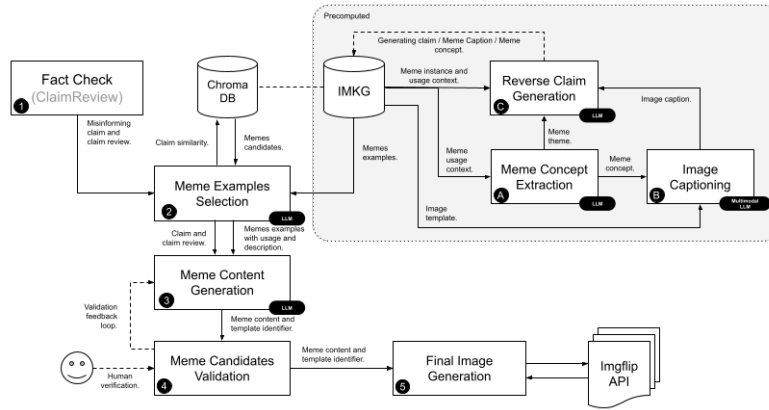 Precomputed
Generating claim / Meme Caption / Meme
concept.
Fact Check
(ClaimReview)
1
Chroma
DB
IMKG
Meme instance and
usage context.
Reverse Claim
Generation
C
LLM
Image caption.
Misinforming
claim and
claim review.
Claim similarity.
Memes
candidates.
Memes
examples.
Meme
usage
context.
Meme
theme.
Meme Concept
Extraction
A
LLM
Meme
concept.
Image
Captioning
B
Multimodal
LLM
Meme Examples
Selection
2
LLM
Image
template.
Claim and
claim review.
Memes examples
with usage and
description.
Meme Content
Generation
3
LLM
Validation
feedback
loop.
Meme content and
template identifier.
Human
verification.
Meme Candidates
Validation
4
Meme content and
template identifier.
Final Image
Generation
5
Imgflip
API